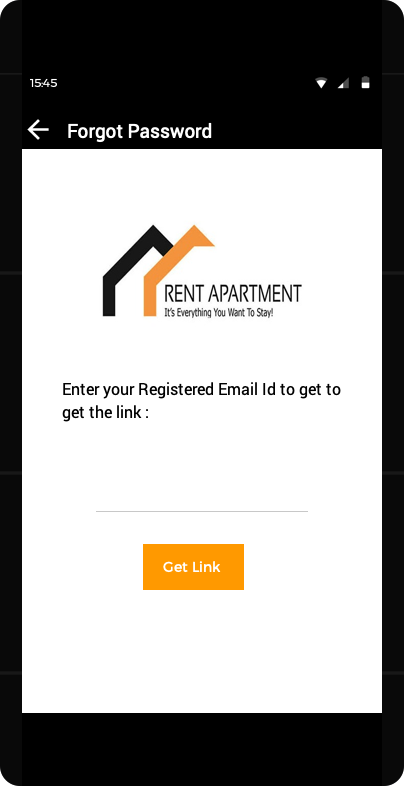 15:45
Forgot Password
RENT APARTMENT
It's Everything You Want To Stay!
Enter your Registered Email Id to get to
get the link :
Get Link